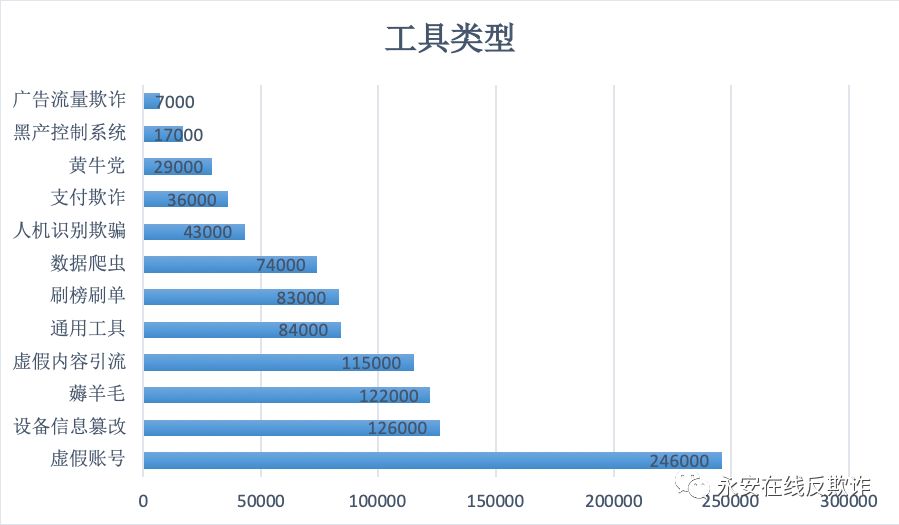 工具类型
广告流量欺诈 7000
黑产控制系统 17000
黄牛党 29000
支付欺诈 36000
人机识别欺骗 43000
数据爬虫 74000
刷榜刷单 83000
通用工具 84000
虚假内容引流 115000
薅羊毛 122000
设备信息篡改 126000
虚假账号 246000
0 50000 100000 150000 200000 250000 300000
永安在线反欺诈